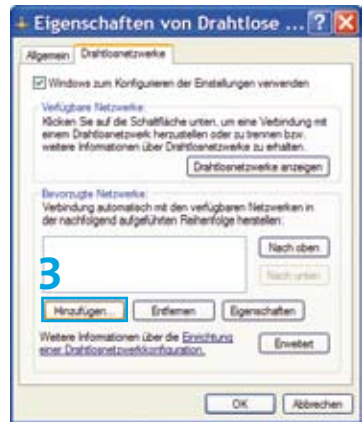 Eigenschaften von Drahtlose ...
Allgemein Drahtlosnetzwerke
Windows zum Konfigurieren der Einstellungen verwenden
Verfügbare Netzwerke:
Klicken Sie auf die Schaltfläche unten, um eine Verbindung mit
einem Drahtlosnetzwerk herzustellen oder zu trennen bzw.
weitere Informationen über Drahtlosnetzwerke zu erhalten.
Drahtlosnetzwerke anzeigen
Bevorzugte Netzwerke:
Verbindung automatisch mit den verfügbaren Netzwerken in
der nachfolgend aufgeführten Reihenfolge herstellen:
Nach oben
Nach unten
3
Hinzufügen... Entfernen Eigenschaften
Weitere Informationen über die Einrichtung
einer Drahtlosnetzwerkkonfiguration.
Erweitert
OK Abbrechen